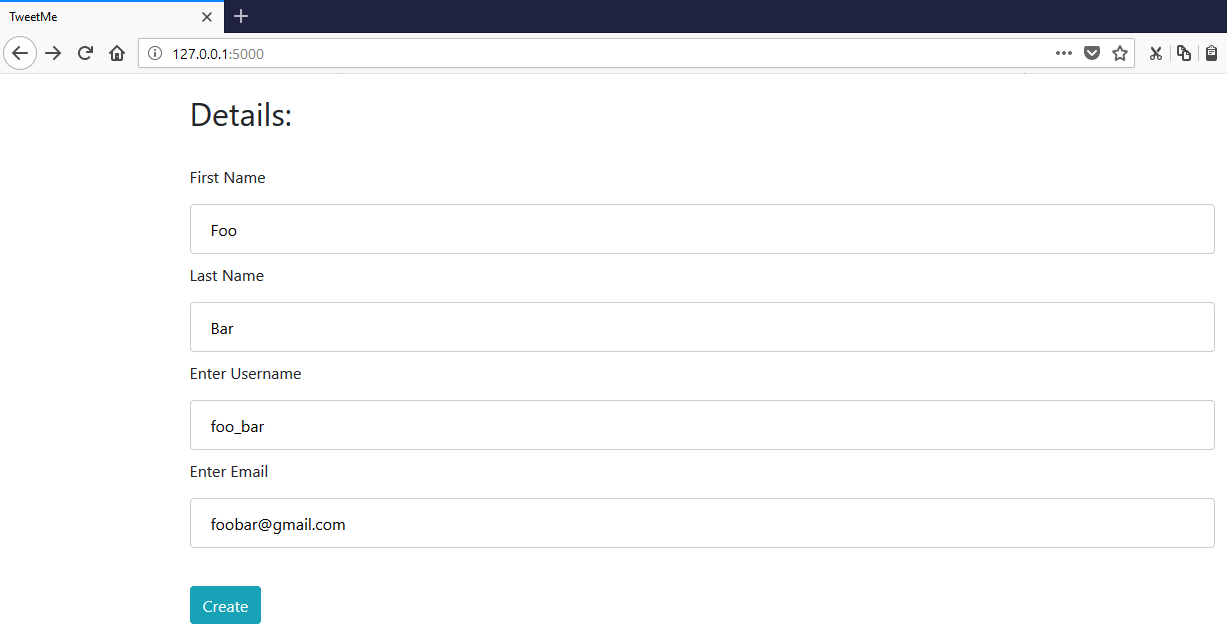 TweetMe
127.0.0.1:5000
Details:
First Name
Foo
Last Name
Bar
Enter Username
foo_bar
Enter Email
foobar@gmail.com
Create